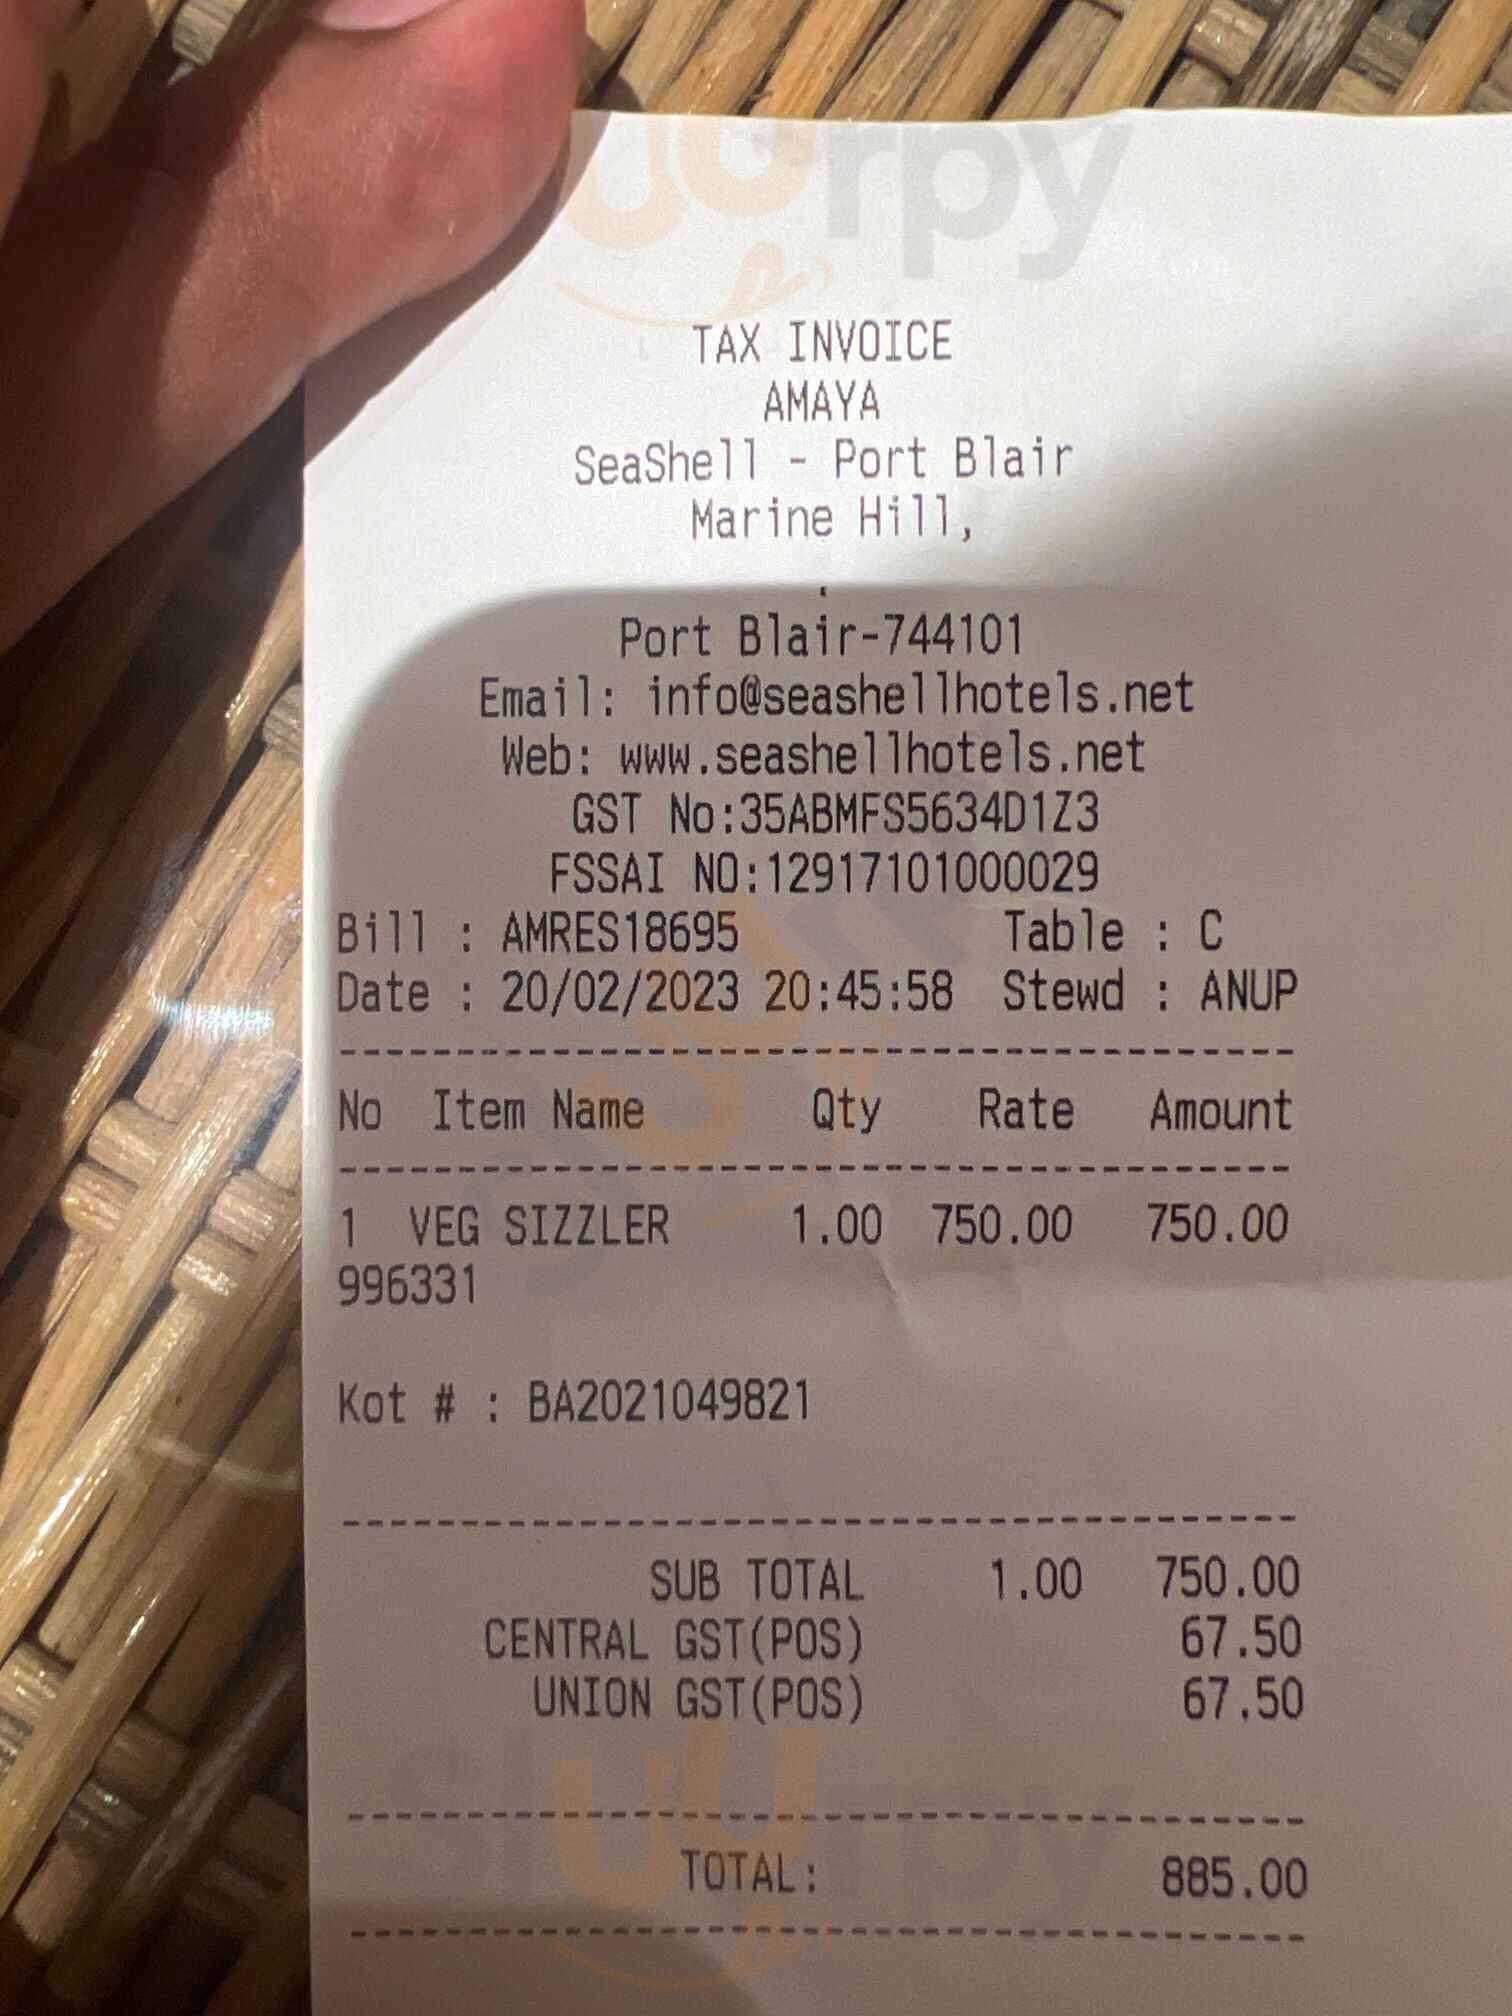 slurpy
TAX INVOICE
AMAYA
SeaShell - Port Blair
Marine Hill,
.
Port Blair-744101
Email: info@seashellhotels.net
Web: www.seashellhotels.net
GST No:35ABMFS5634D1Z3
FSSAI NO:12917101000029
Bill : AMRES18695 Table : C
Date : 20/02/2023 20:45:58 Stewd : ANUP
No Item Name Qty Rate Amount
1 VEG SIZZLER 1.00 750.00 750.00
996331
Kot # : BA2021049821
SUB TOTAL 1.00 750.00
CENTRAL GST(POS) 67.50
UNION GST(POS) 67.50
slurpy
TOTAL: 885.00